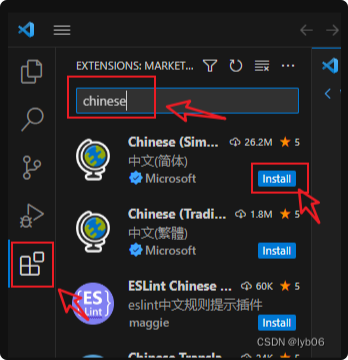 EXTENSIONS: MARKET...
chinese
Chinese (Sim... 26.2M 5
中文(简体)
Microsoft Install
Chinese (Tradi... 1.8M 5
中文(繁體)
Microsoft Install
ESLint Chinese ... 60K 5
eslint中文规则提示插件
maggie Install
ES
Lint
CSDN @lyb06